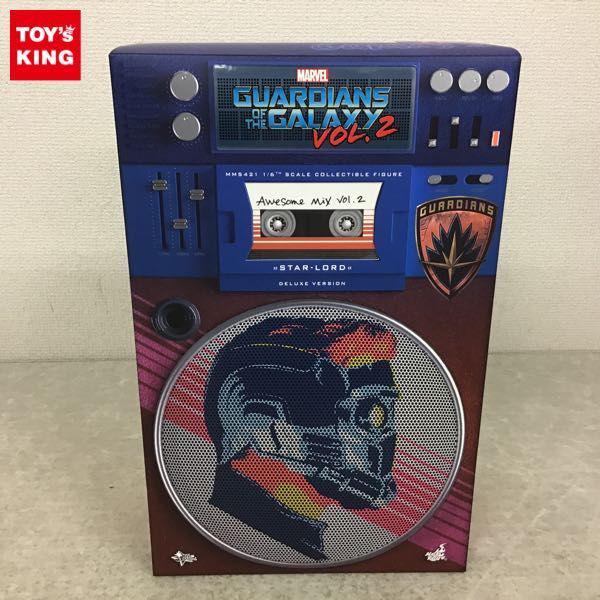 TOY'S
KING
MARVEL
GUARDIANS
OF THE GALAXY
VOL. 2
MMS421 1/6™ SCALE COLLECTIBLE FIGURE
Awesome Mix Vol. 2
STAR-LORD
DELUXE VERSION
GUARDIANS